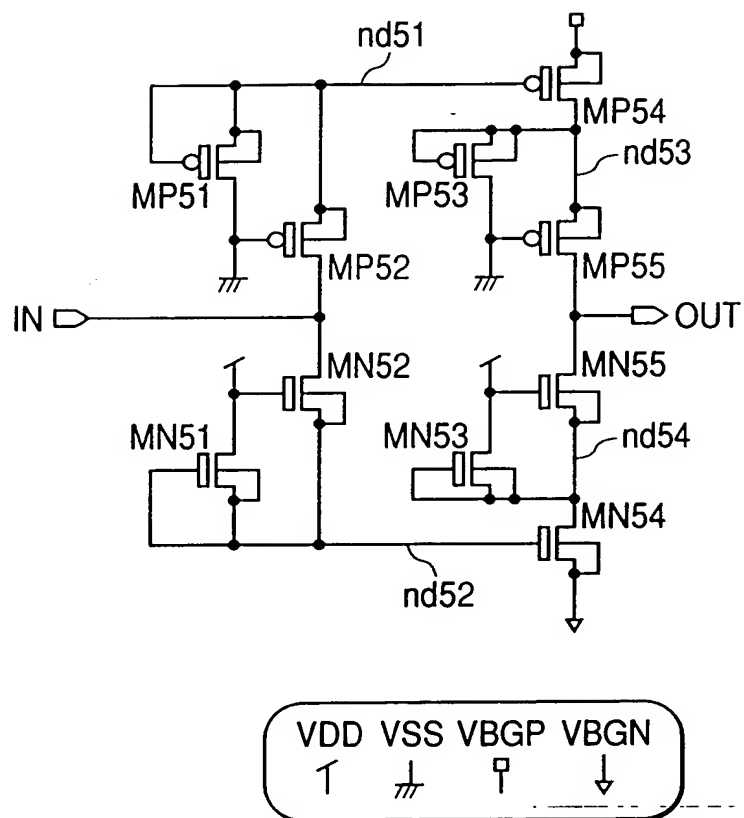 nd51
MP54
MP51
MP53
nd53
MP52
MP55
IN
OUT
MN52
MN55
MN51
MN53
nd54
MN54
nd52
VDD VSS VBGP VBGN